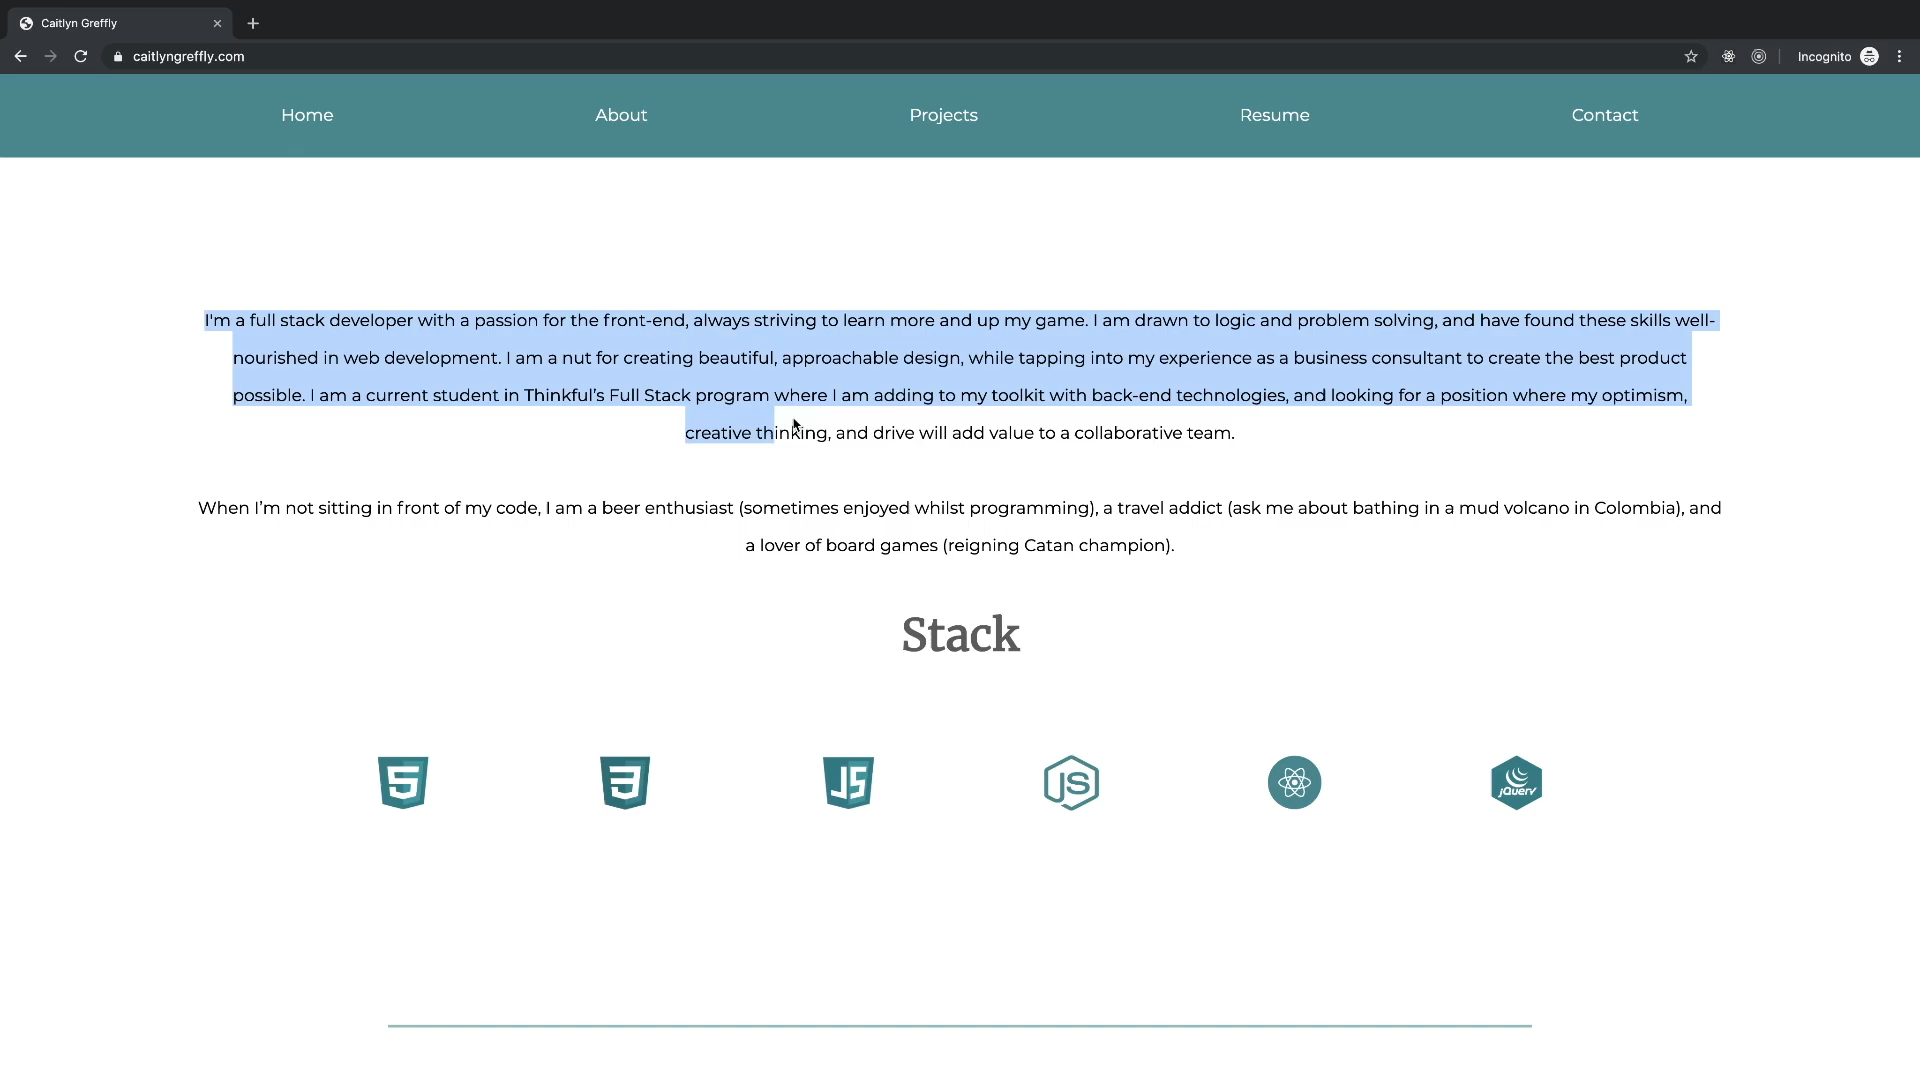 Caitlyn Greffly
caitlyngreffly.com
Incognito
Home
About
Projects
Resume
Contact
I'm a full stack developer with a passion for the front-end, always striving to learn more and up my game. I am drawn to logic and problem solving, and have found these skills well-
nourished in web development. I am a nut for creating beautiful, approachable design, while tapping into my experience as a business consultant to create the best product
possible. I am a current student in Thinkful’s Full Stack program where I am adding to my toolkit with back-end technologies, and looking for a position where my optimism,
creative thinking, and drive will add value to a collaborative team.
When I’m not sitting in front of my code, I am a beer enthusiast (sometimes enjoyed whilst programming), a travel addict (ask me about bathing in a mud volcano in Colombia), and
a lover of board games (reigning Catan champion).
Stack
5
3
JS
JS
jQuery